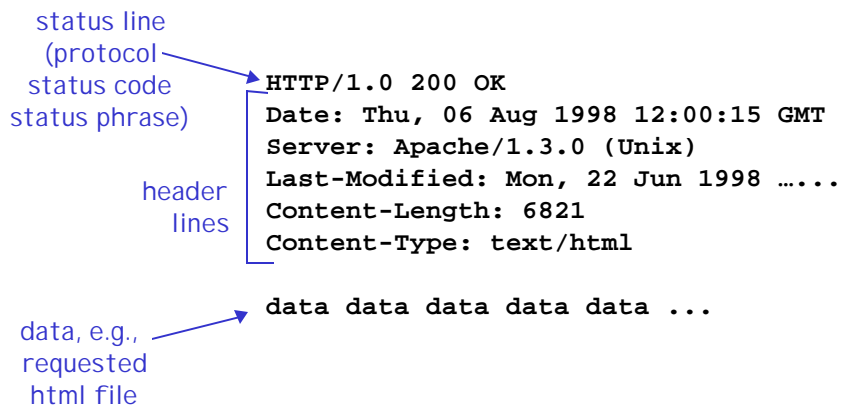 status line
(protocol
status code
status phrase)
HTTP/1.0 200 OK
Date: Thu, 06 Aug 1998 12:00:15 GMT
Server: Apache/1.3.0 (Unix)
Last-Modified: Mon, 22 Jun 1998 …...
Content-Length: 6821
Content-Type: text/html
header
lines
data data data data data ...
data, e.g.,
requested
html file